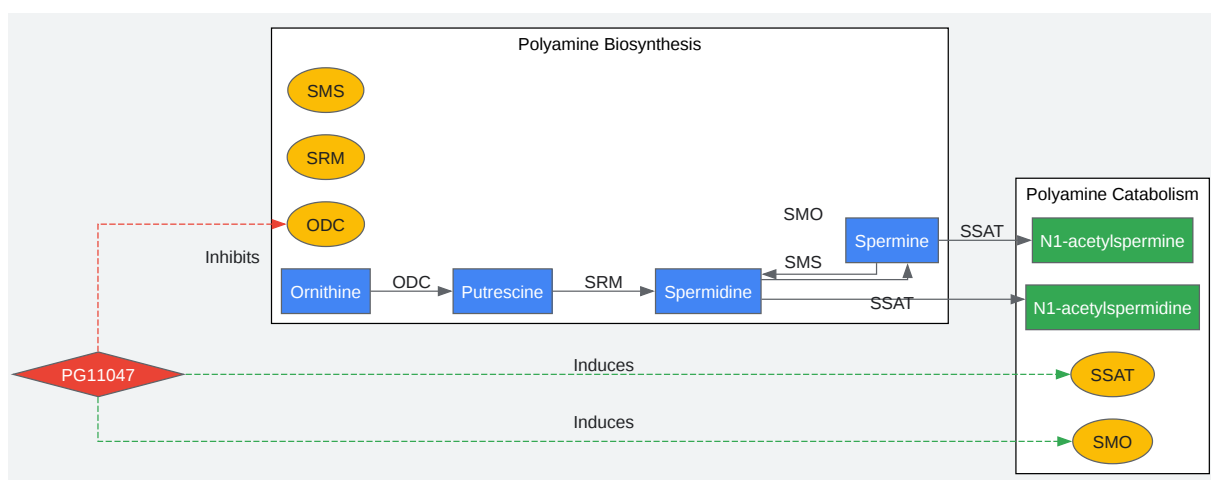 Polyamine Biosynthesis
SMS
SRM
ODC
Inhibits
SMO
Spermine
SSAT
SMS
Ornithine
ODC
Putrescine
SRM
Spermidine
SSAT
Polyamine Catabolism
N1-acetylspermine
N1-acetylspermidine
PG11047
Induces
SSAT
Induces
SMO